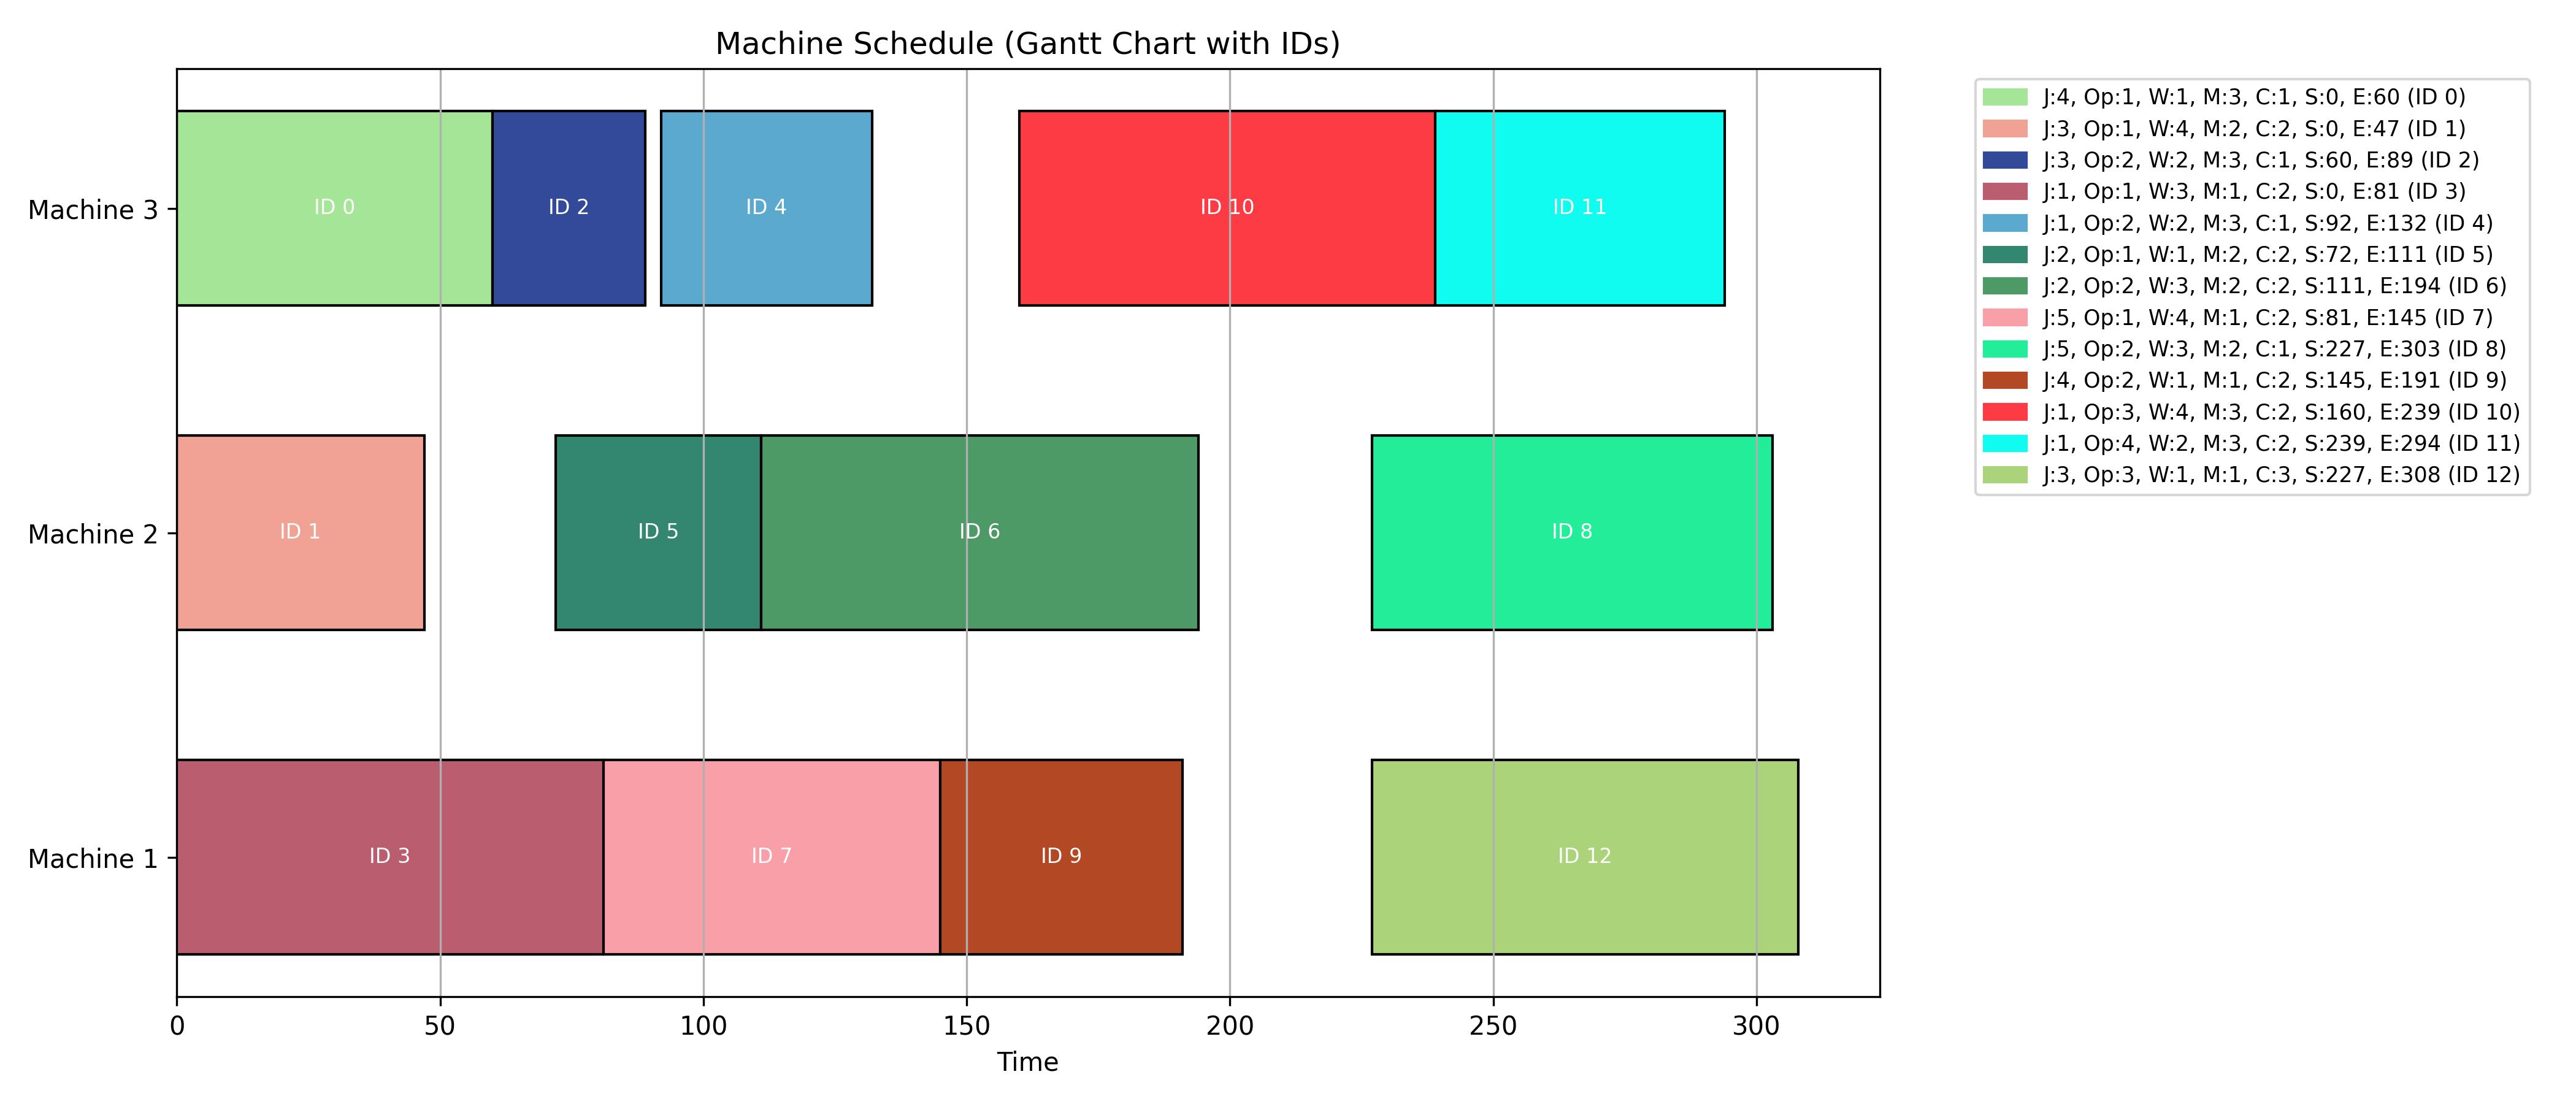 Machine Schedule (Gantt Chart with IDs)
Machine 3
ID 0
ID 2
ID 4
ID 10
ID 11
Machine 2
ID 1
ID 5
ID 6
ID 8
Machine 1
ID 3
ID 7
ID 9
ID 12
0 50 100 150 200 250 300
Time
J:4, Op:1, W:1, M:3, C:1, S:0, E:60 (ID 0)
J:3, Op:1, W:4, M:2, C:2, S:0, E:47 (ID 1)
J:3, Op:2, W:2, M:3, C:1, S:60, E:89 (ID 2)
J:1, Op:1, W:3, M:1, C:2, S:0, E:81 (ID 3)
J:1, Op:2, W:2, M:3, C:1, S:92, E:132 (ID 4)
J:2, Op:1, W:1, M:2, C:2, S:72, E:111 (ID 5)
J:2, Op:2, W:3, M:2, C:2, S:111, E:194 (ID 6)
J:5, Op:1, W:4, M:1, C:2, S:81, E:145 (ID 7)
J:5, Op:2, W:3, M:2, C:1, S:227, E:303 (ID 8)
J:4, Op:2, W:1, M:1, C:2, S:145, E:191 (ID 9)
J:1, Op:3, W:4, M:3, C:2, S:160, E:239 (ID 10)
J:1, Op:4, W:2, M:3, C:2, S:239, E:294 (ID 11)
J:3, Op:3, W:1, M:1, C:3, S:227, E:308 (ID 12)